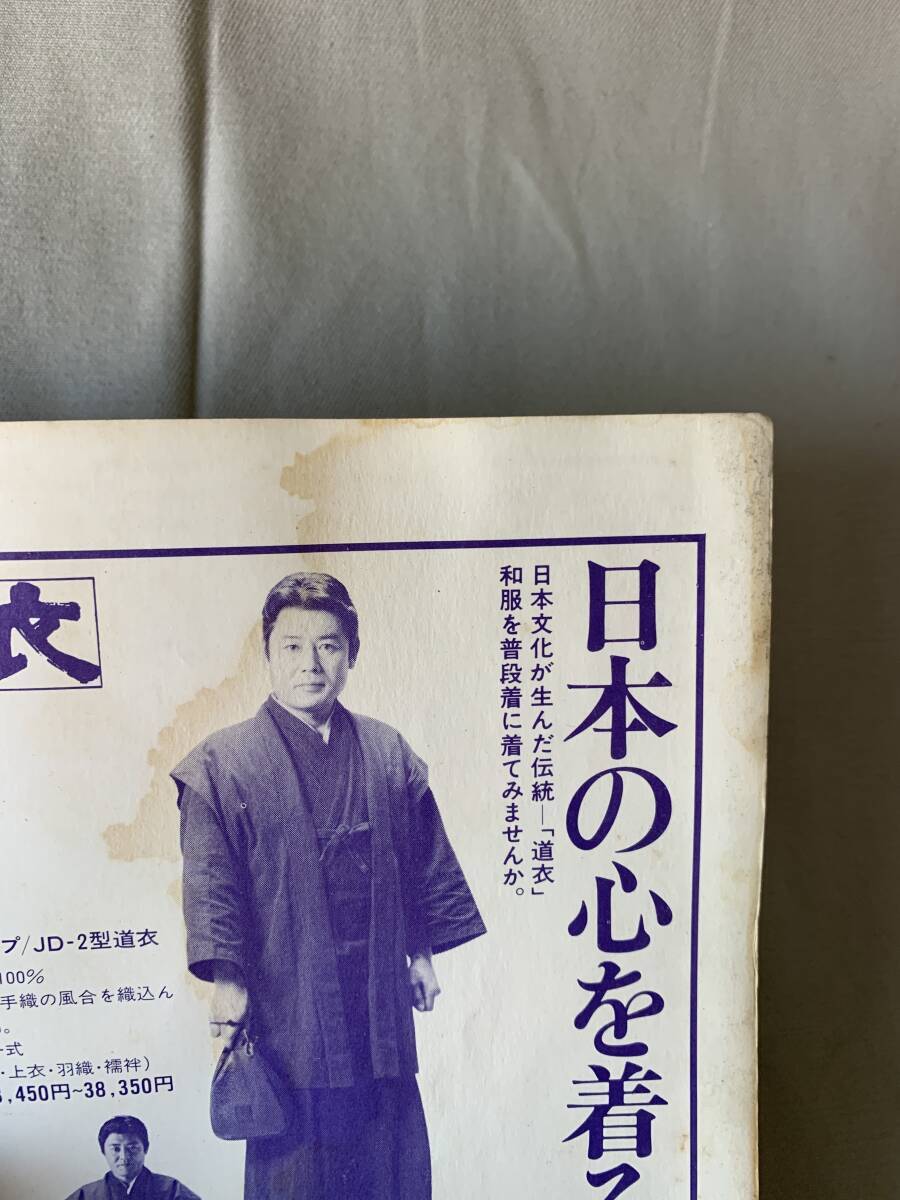 日本の心を着る
日本文化が生んだ伝統―「道衣」
和服を普段着に着てみませんか。
衣
プ/JD-2型道衣
100%
手織の風合を織込ん
。
一式
・上衣・羽織・襦袢)
,450円~38,350円